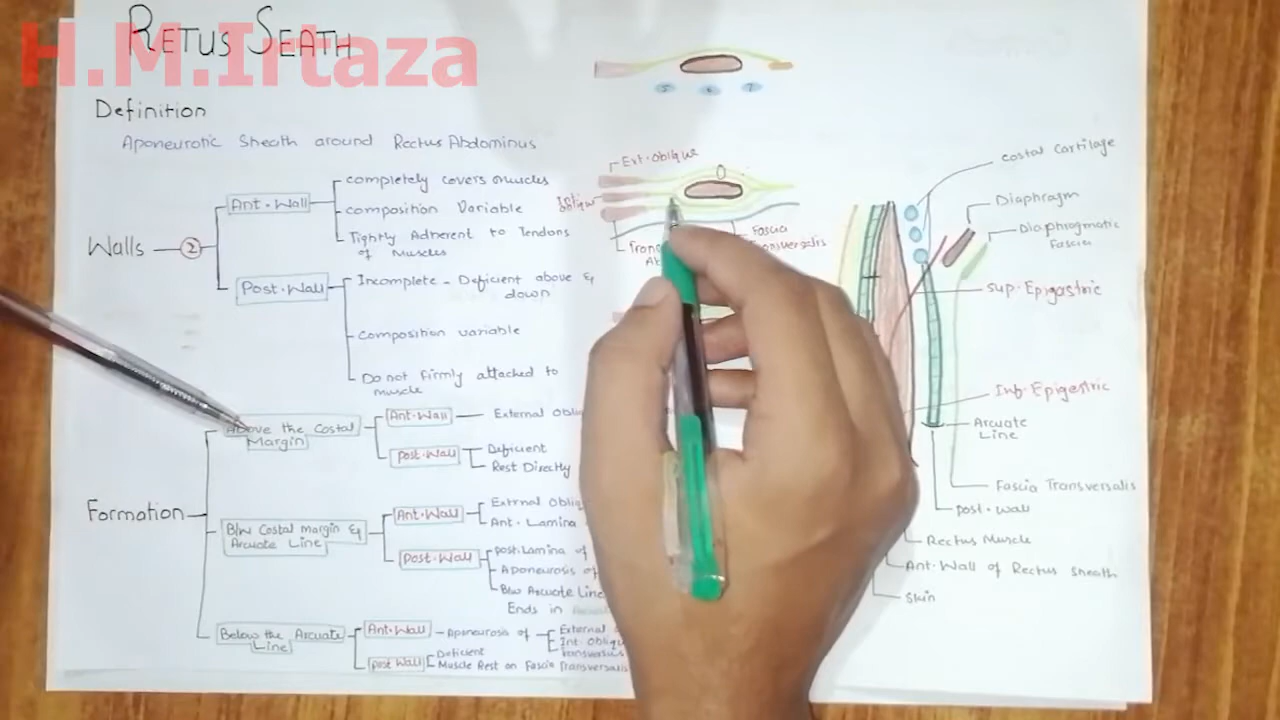 RETUS SEATH
H.M.Irtaza
Definition
Aponeurotic Sheath around Rectus Abdominus
Walls
2
Ant. Wall
completely covers muscles
composition Variable
Tightly Adherent to Tendons
of Muscles
Post. Wall
Incomplete - Deficient above &
down
composition variable
Do not firmly attached to
muscle
Formation
Above the Costal
Margin
Ant. Wall
External
Post. Wall
Deficient
Rest Directly
B/w Costal margin &
Arcuate Line
Ant. Wall
External
Ant. Lamina
Post. Wall
post. Lamina of
Aponeurosis of
B/w Arcuate Line
Ends in
Below the Arcuate
Line
Ant. Wall
Aponeurosis of
External
Int.
Transversus
post Wall
Deficient
Muscle Rest on Fascia Transversalis
5 6 7
Ext. oblique
Fascia
costal cartilage
Diaphragm
Diaphragmatic
Fascia
sup. Epigastric
Inf. Epigestric
Arcuate
Line
Fascia Transversalis
post. wall
Rectus Muscle
Ant. Wall of Rectus sheath
Skin